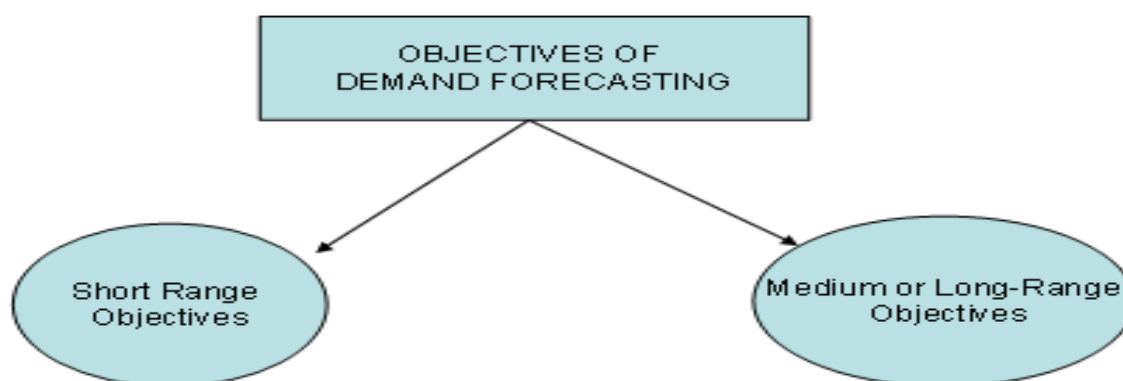 OBJECTIVES OF
DEMAND FORECASTING
Short Range
Objectives
Medium or Long-Range
Objectives